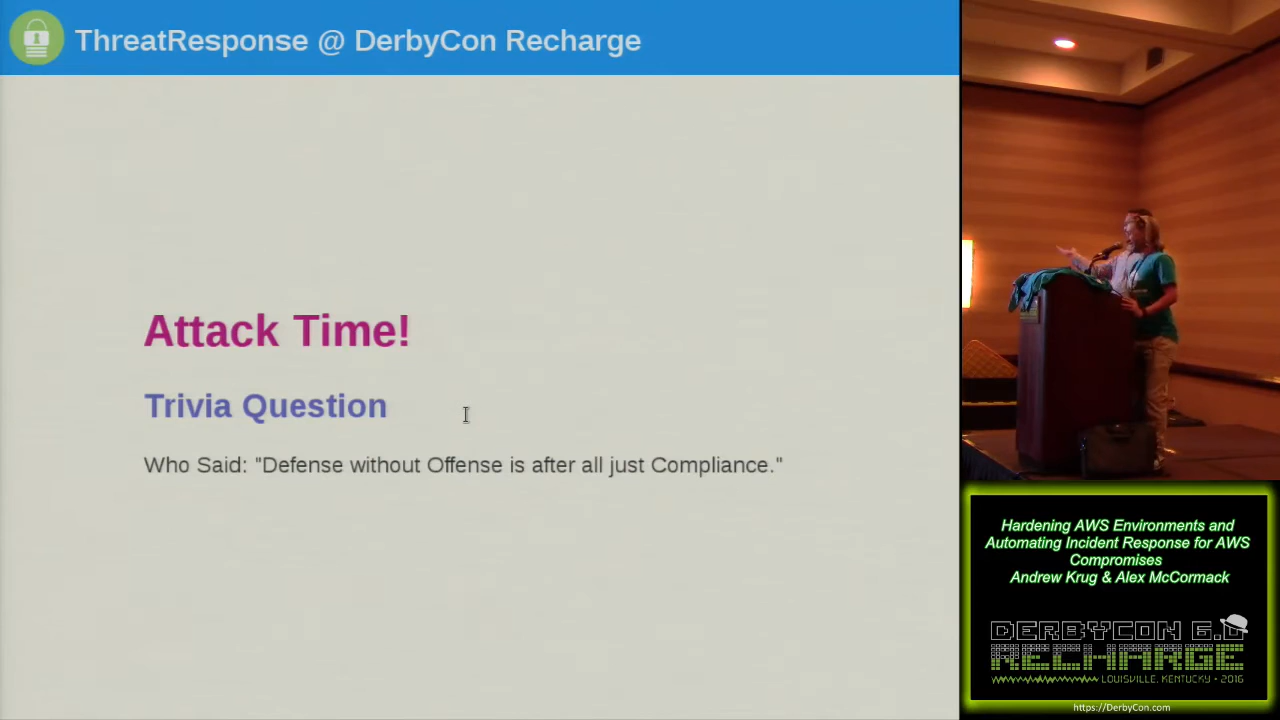 ThreatResponse @ DerbyCon Recharge
Attack Time!
Trivia Question
Who Said: "Defense without Offense is after all just Compliance."
Hardening AWS Environments and
Automating Incident Response for AWS
Compromises
Andrew Krug & Alex McCormack
DERBYCON 6.0
RECHARGE
LOUISVILLE, KENTUCKY • 2016
https://DerbyCon.com